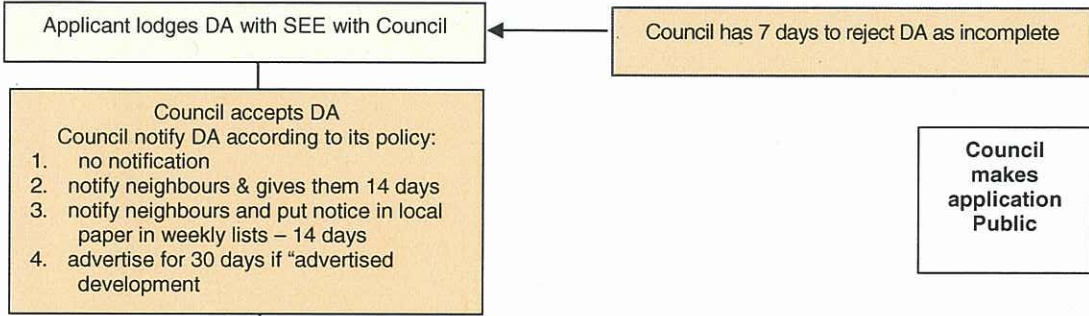 Applicant lodges DA with SEE with Council
Council has 7 days to reject DA as incomplete
Council accepts DA
Council notify DA according to its policy:
1. no notification
2. notify neighbours & gives them 14 days
3. notify neighbours and put notice in local
paper in weekly lists – 14 days
4. advertise for 30 days if “advertised
development
Council
makes
application
Public